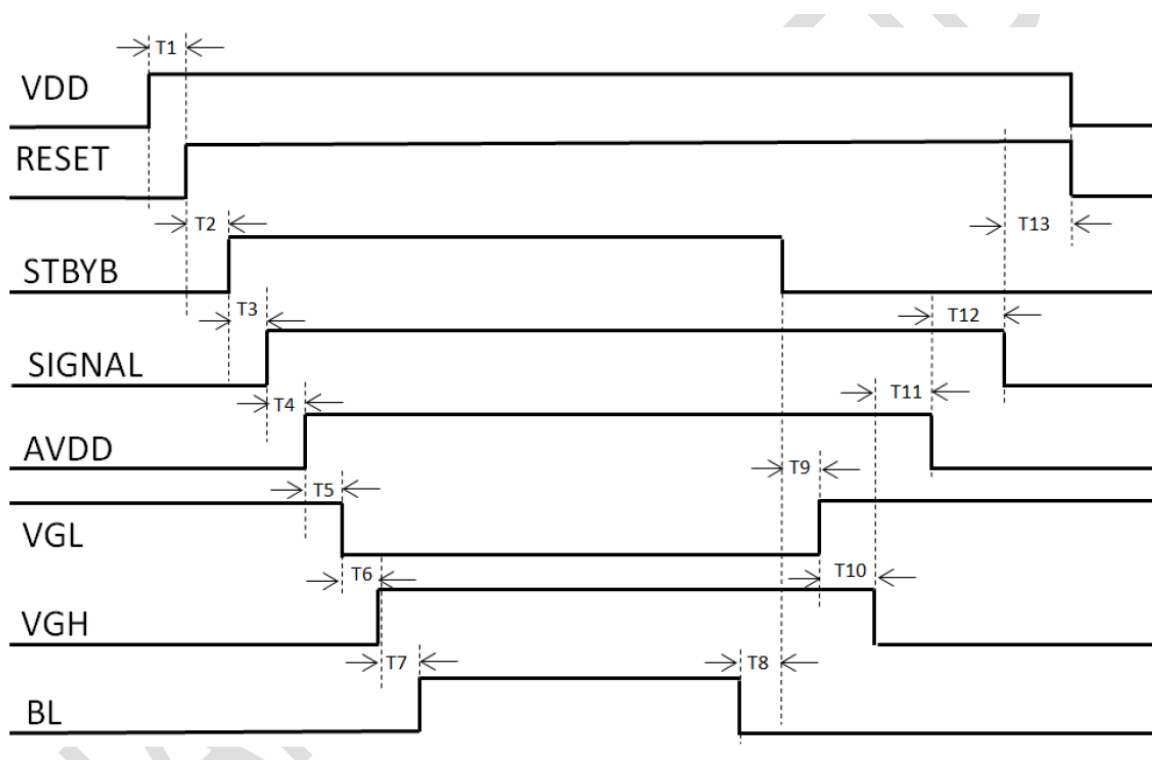 T1
VDD
RESET
T2
T13
STBYB
T3
T12
SIGNAL
T4
T11
AVDD
T9
T5
VGL
T6
T10
VGH
T7
T8
BL